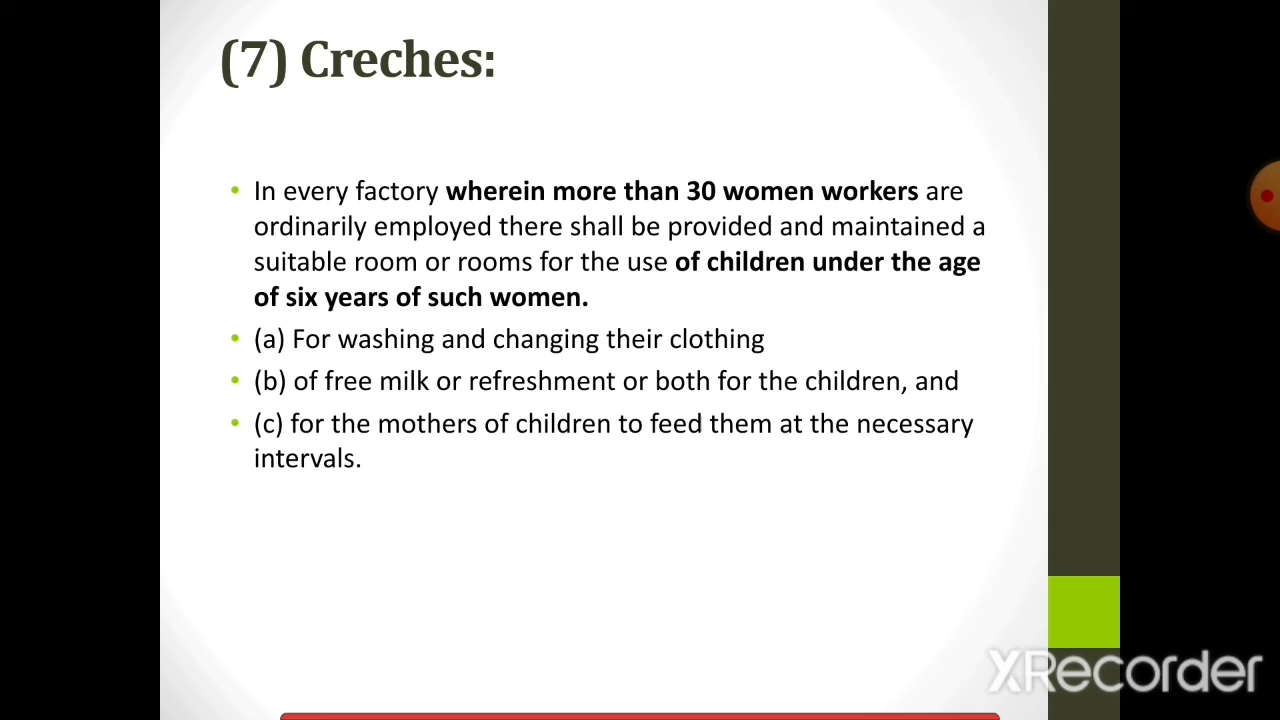 (7) Creches:
• In every factory wherein more than 30 women workers are
ordinarily employed there shall be provided and maintained a
suitable room or rooms for the use of children under the age
of six years of such women.
• (a) For washing and changing their clothing
• (b) of free milk or refreshment or both for the children, and
• (c) for the mothers of children to feed them at the necessary
intervals.
XRecorder